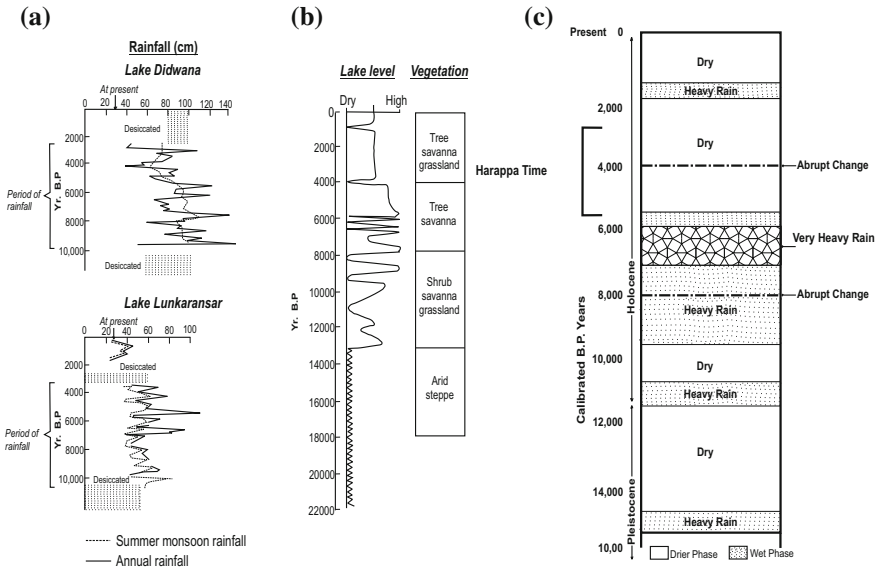 (a)
Rainfall (cm)
Lake Didwana
At present
0 20 40 60 80 100 120 140
Desiccated
2000
4000
6000
8000
10,000
Yr. B.P
Period of
rainfall
Desiccated
Lake Lunkaransar
At present
0 20 40 60 80 100
2000
4000
6000
8000
10,000
Desiccated
Yr. B.P
Period of
rainfall
Desiccated
Summer monsoon rainfall
Annual rainfall
(b)
Lake level
Vegetation
Dry High
0
2000
4000
6000
8000
10000
12000
14000
16000
18000
20000
22000
Yr. B.P
Tree
savanna
grassland
Tree
savanna
Shrub
savanna
grassland
Arid
steppe
Harappa Time
(c)
Present 0
2,000
4,000
6,000
8,000
10,000
12,000
14,000
10,00
Calibrated B.P. Years
Holocene
Pleistocene
Dry
Heavy Rain
Dry
Abrupt Change
Very Heavy Rain
Abrupt Change
Heavy Rain
Dry
Heavy Rain
Dry
Heavy Rain
Drier Phase Wet Phase